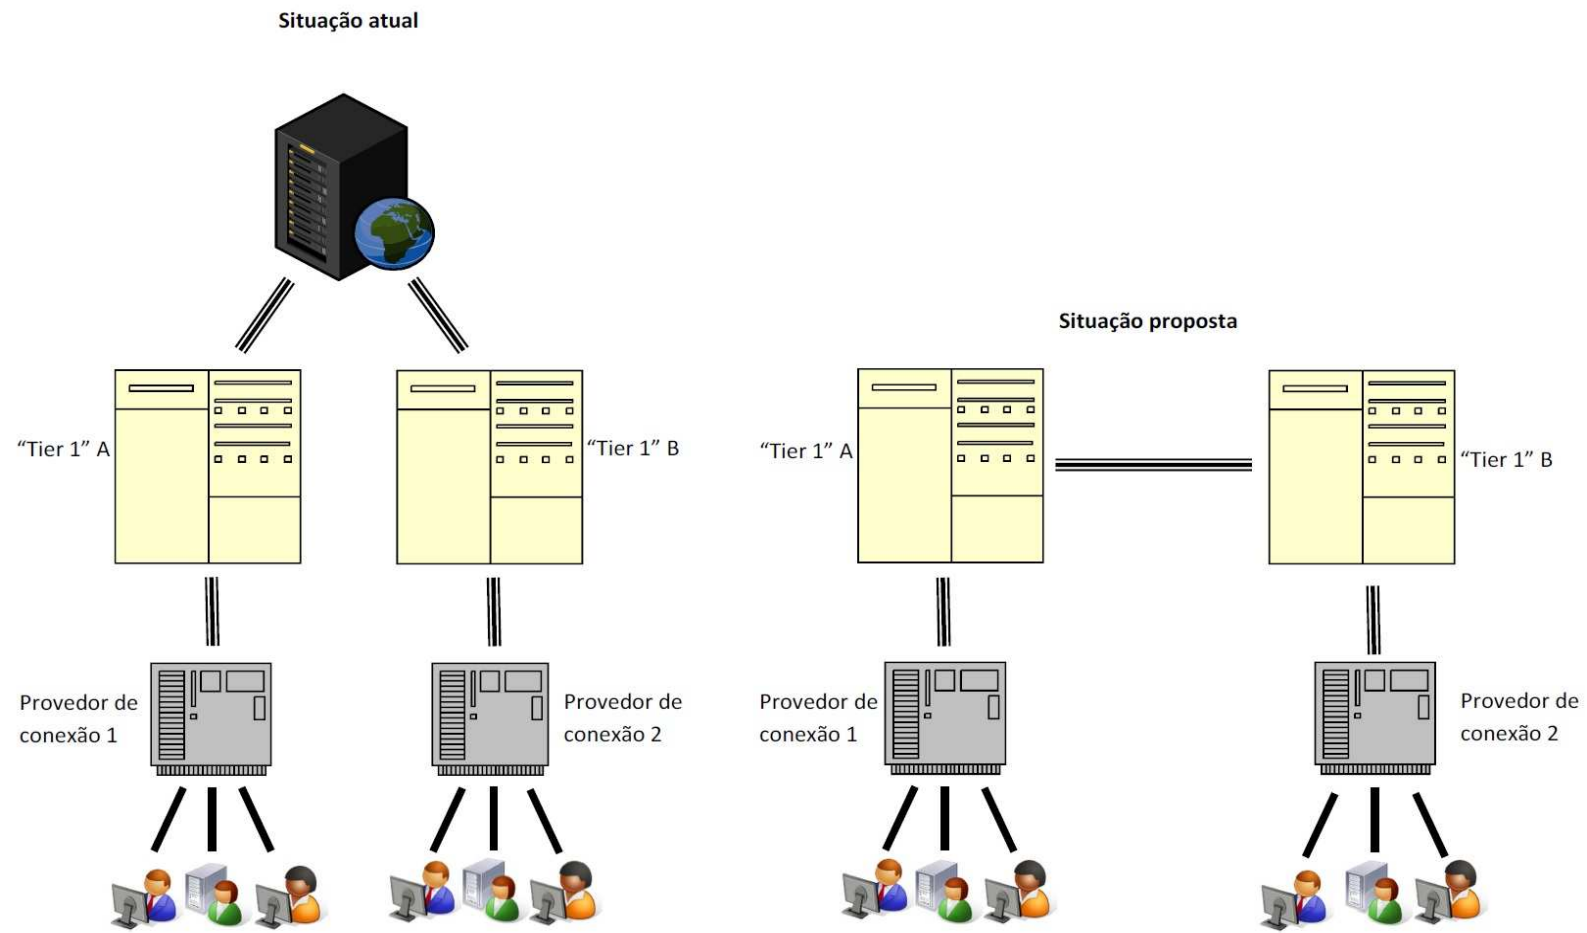 Situação atual
“Tier 1” A
“Tier 1” B
Provedor de
conexão 1
Provedor de
conexão 2
Situação proposta
“Tier 1” A
“Tier 1” B
Provedor de
conexão 1
Provedor de
conexão 2